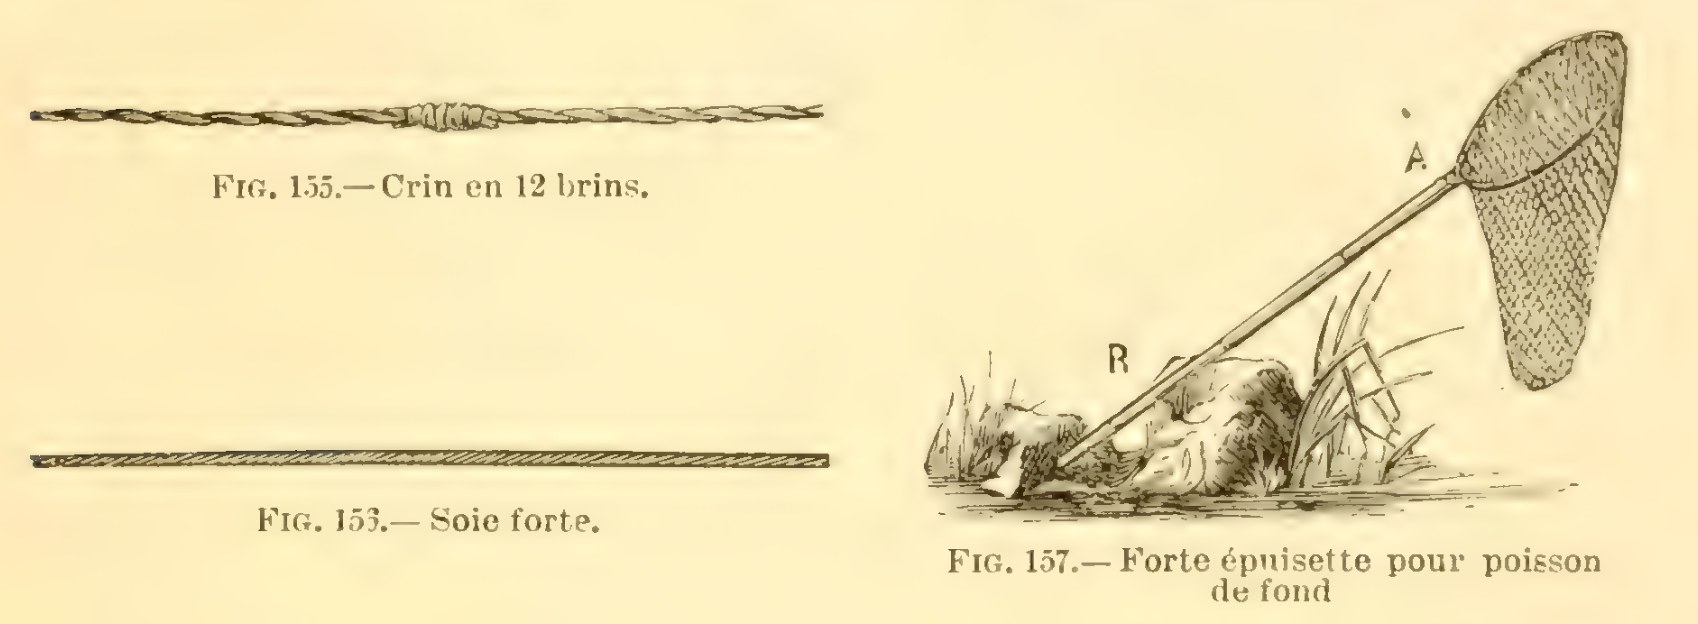 FIG. 155.— Crin en 12 brins.
FIG. 153.— Soie forte.
A
R
FIG. 157.— Forte épuisette pour poisson
de fond